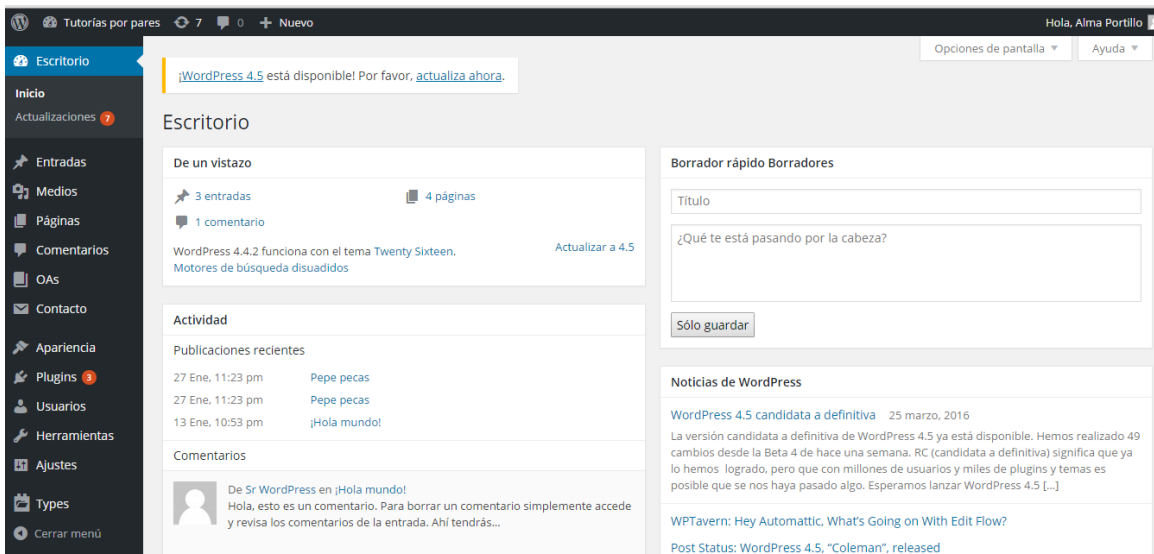 Tutorías por pares 7 0 + Nuevo Hola, Alma Portillo
Opciones de pantalla Ayuda
Escritorio
Inicio
Actualizaciones 7
Entradas
Medios
Páginas
Comentarios
OAs
Contacto
Apariencia
Plugins 3
Usuarios
Herramientas
Ajustes
Types
Cerrar menú
¡WordPress 4.5 está disponible! Por favor, actualiza ahora.
Escritorio
De un vistazo
3 entradas 4 páginas
1 comentario
WordPress 4.4.2 funciona con el tema Twenty Sixteen. Actualizar a 4.5
Motores de búsqueda disuadidos
Actividad
Publicaciones recientes
27 Ene, 11:23 pm Pepe pecas
27 Ene, 11:23 pm Pepe pecas
13 Ene, 10:53 pm ¡Hola mundo!
Comentarios
De Sr WordPress en ¡Hola mundo!
Hola, esto es un comentario. Para borrar un comentario simplemente accede
y revisa los comentarios de la entrada. Ahí tendrás...
Borrador rápido Borradores
Título
¿Qué te está pasando por la cabeza?
Sólo guardar
Noticias de WordPress
WordPress 4.5 candidata a definitiva 25 marzo, 2016
La versión candidata a definitiva de WordPress 4.5 ya está disponible. Hemos realizado 49
cambios desde la Beta 4 de hace una semana. RC (candidata a definitiva) significa que ya
lo hemos logrado, pero que con millones de usuarios y miles de plugins y temas es
posible que se nos haya pasado algo. Esperamos lanzar WordPress 4.5 [...]
WPTavern: Hey Automattic, What's Going on With Edit Flow?
Post Status: WordPress 4.5, "Coleman", released